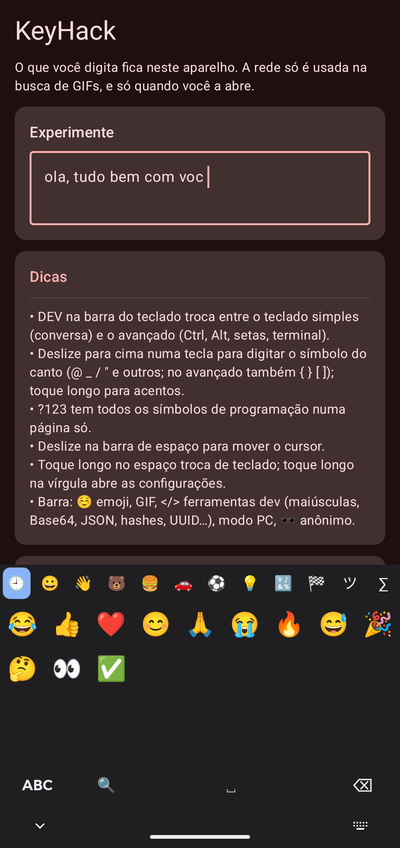 KeyHack
O que você digita fica neste aparelho. A rede só é usada na
busca de GIFs, e só quando você a abre.
Experimente
ola, tudo bem com voc
Dicas
• DEV na barra do teclado troca entre o teclado simples
(conversa) e o avançado (Ctrl, Alt, setas, terminal).
• Deslize para cima numa tecla para digitar o símbolo do
canto (@ _ / " e outros; no avançado também { } [ ]);
toque longo para acentos.
• ?123 tem todos os símbolos de programação numa
página só.
• Deslize na barra de espaço para mover o cursor.
• Toque longo no espaço troca de teclado; toque longo
na vírgula abre as configurações.
• Barra: ☺️ emoji, GIF, </> ferramentas dev (maiúsculas,
Base64, JSON, hashes, UUID...), modo PC, 🕶️ anônimo.
ツ ∑
ABC